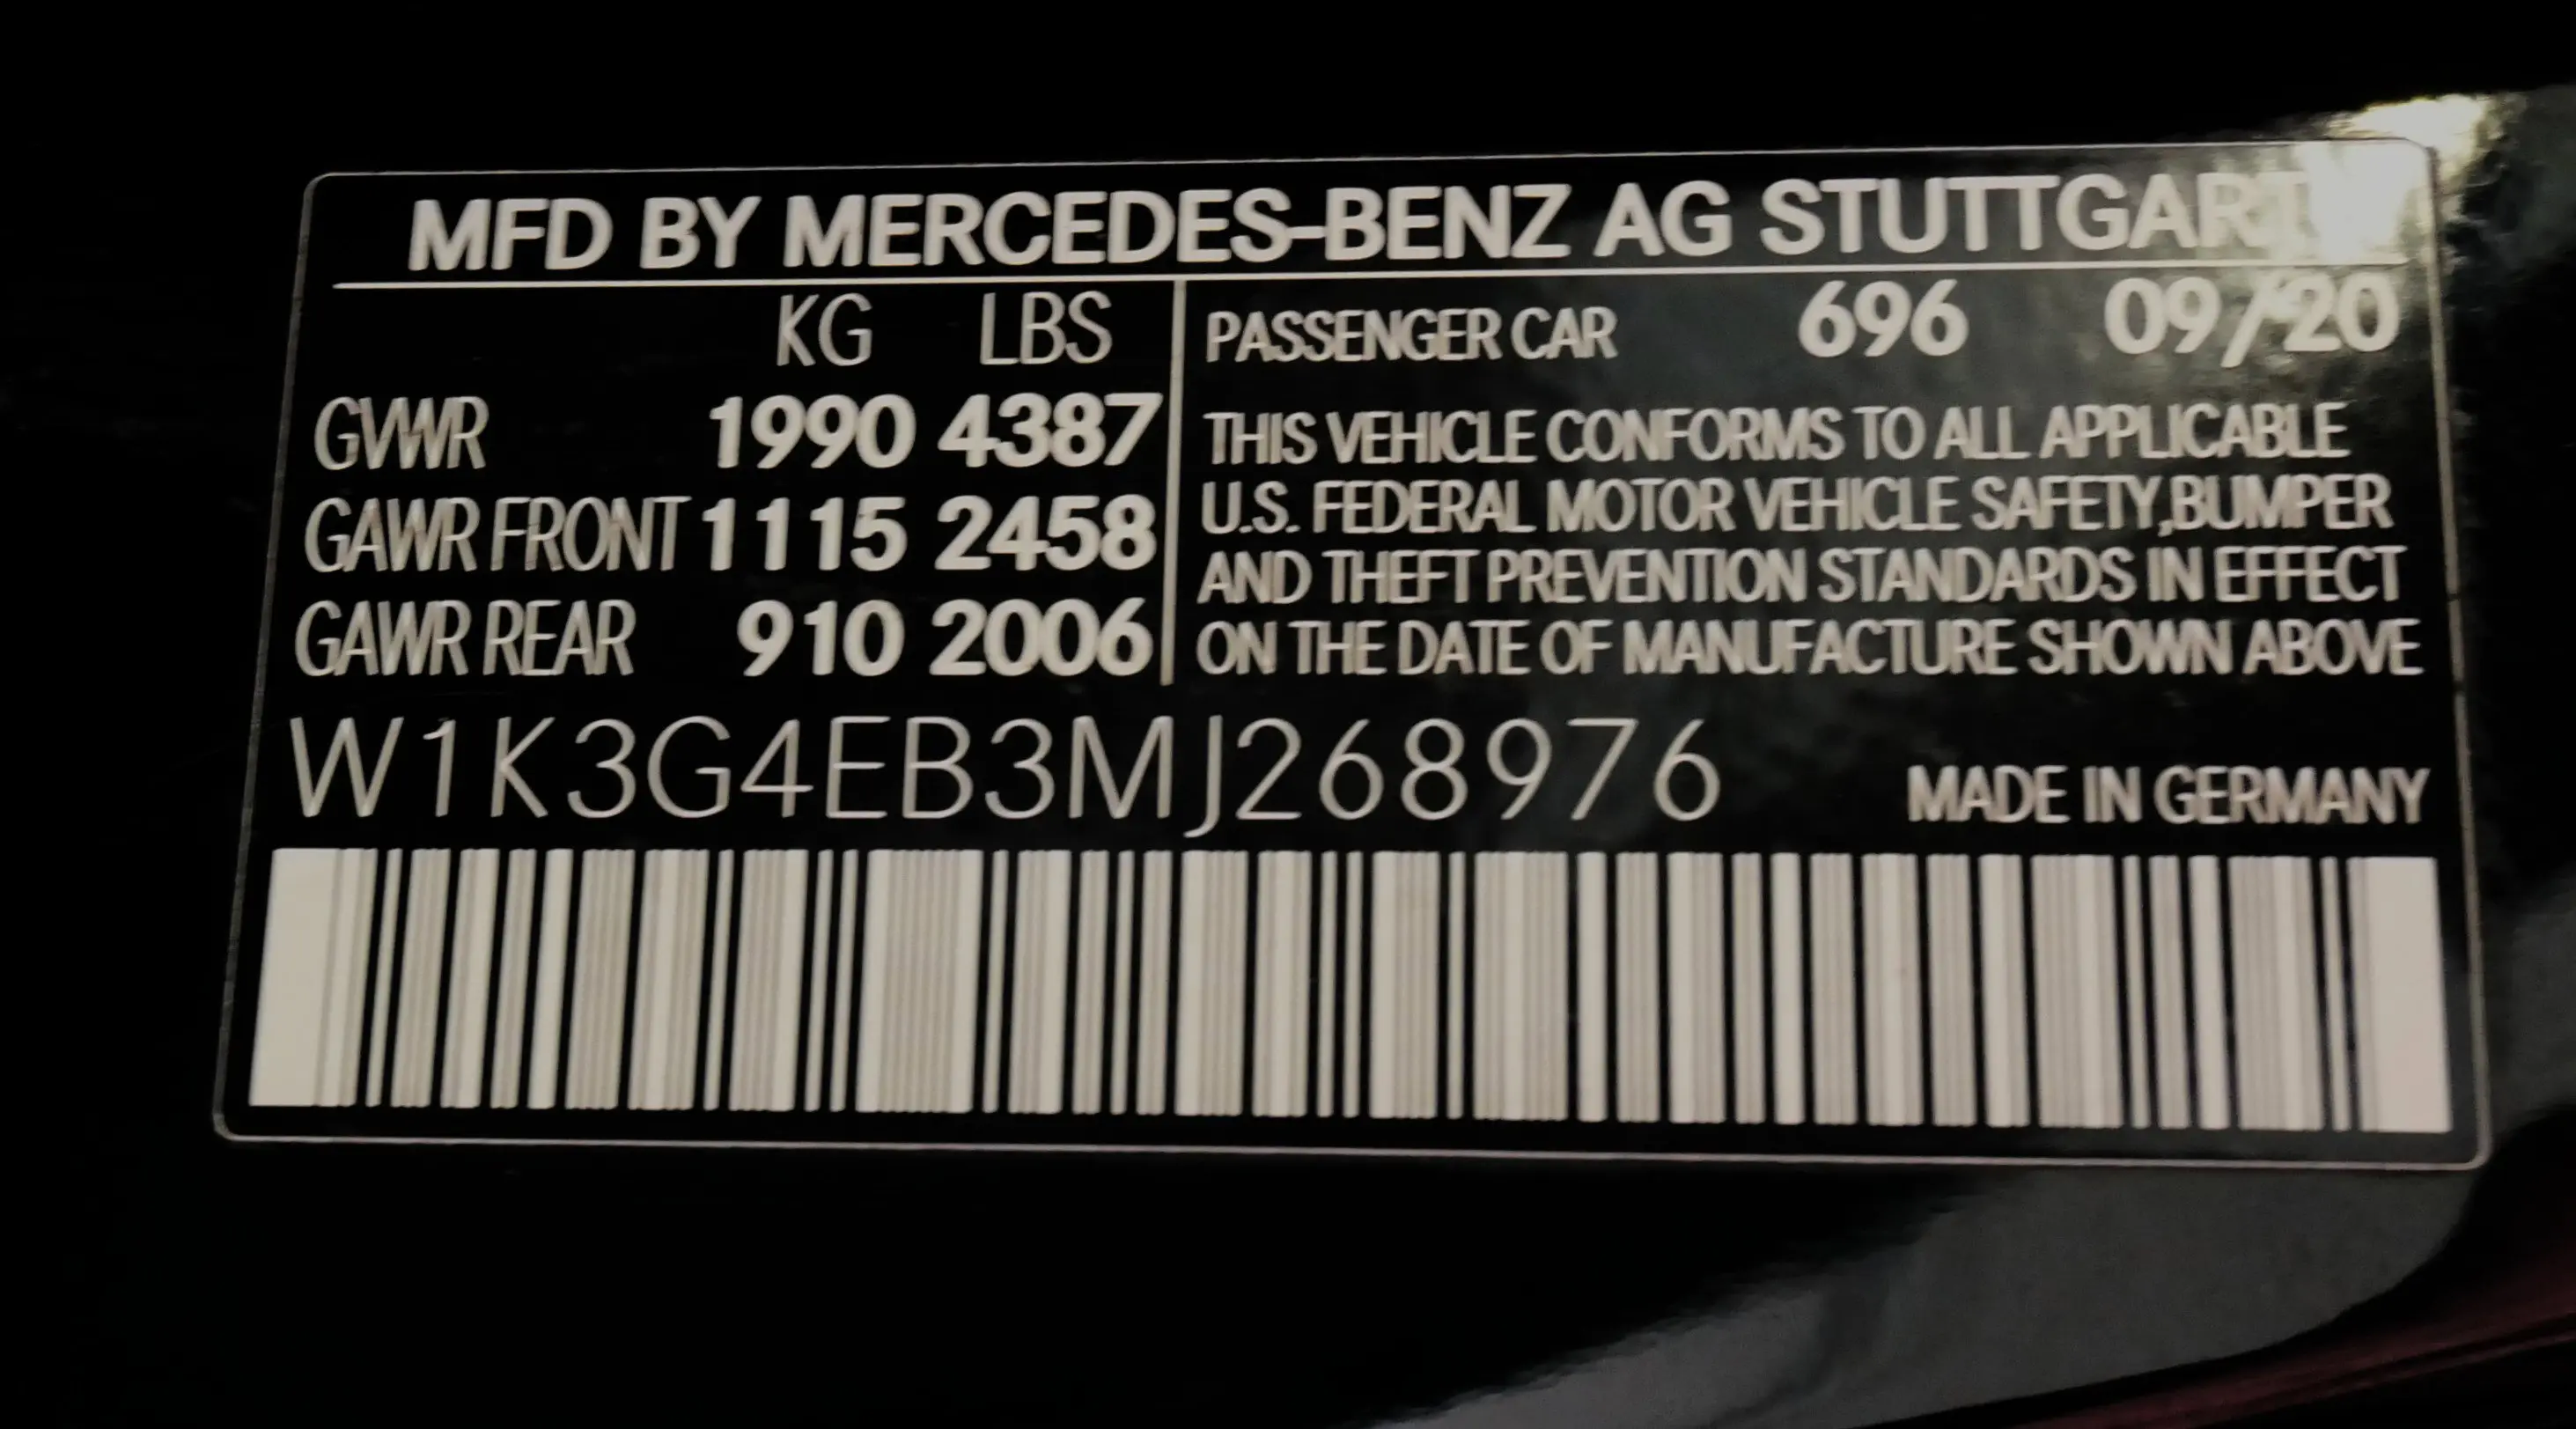 MFD BY MERCEDES-BENZ AG STUTTGART
KG LBS
GVWR 1990 4387
GAWR FRONT 1115 2458
GAWR REAR 910 2006
PASSENGER CAR 696 09/20
THIS VEHICLE CONFORMS TO ALL APPLICABLE
U.S. FEDERAL MOTOR VEHICLE SAFETY,BUMPER
AND THEFT PREVENTION STANDARDS IN EFFECT
ON THE DATE OF MANUFACTURE SHOWN ABOVE
W1K3G4EB3MJ268976
MADE IN GERMANY